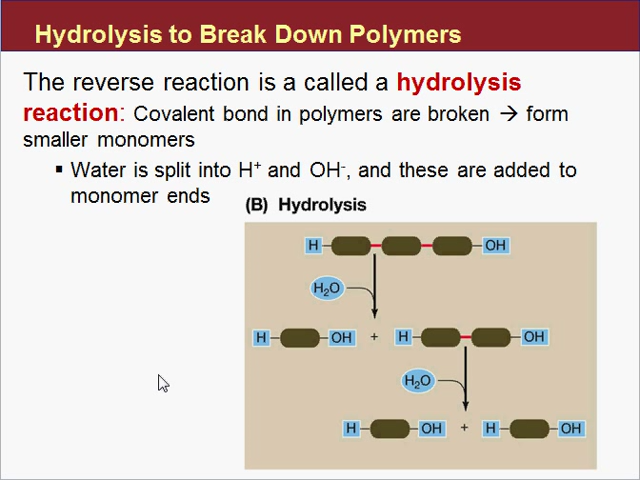 Hydrolysis to Break Down Polymers
The reverse reaction is a called a hydrolysis
reaction: Covalent bond in polymers are broken → form
smaller monomers
▪ Water is split into H⁺ and OH⁻, and these are added to
monomer ends
(B) Hydrolysis
H OH
H₂O
H OH + H OH
H₂O
H OH + H OH